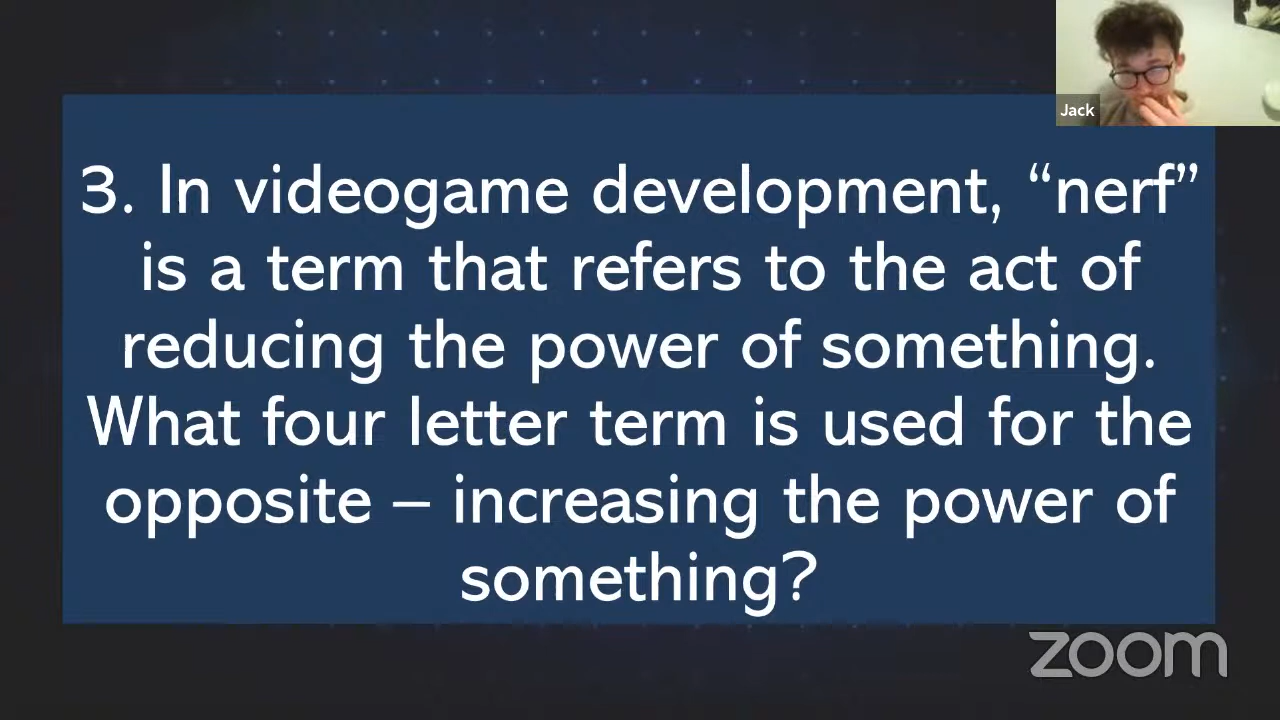 Jack
3. In videogame development, “nerf”
is a term that refers to the act of
reducing the power of something.
What four letter term is used for the
opposite – increasing the power of
something?
zoom